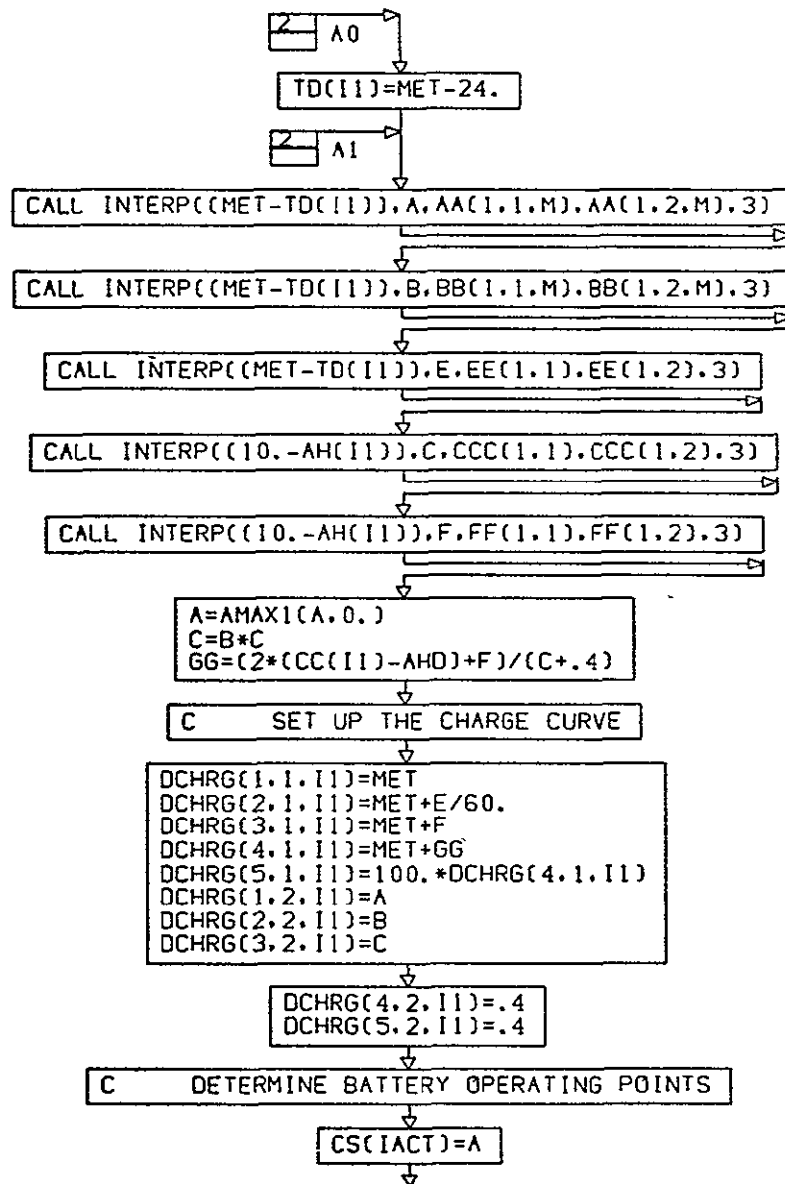 2
A0
TD(I1)=MET-24.
2
A1
CALL INTERP((MET-TD(I1)),A,AA(1,1,M),AA(1,2,M),3)
CALL INTERP((MET-TD(I1)),B,BB(1,1,M),BB(1,2,M),3)
CALL INTERP((MET-TD(I1)),E,EE(1,1),EE(1,2),3)
CALL INTERP((10.-AH(I1)),C,CCC(1,1),CCC(1,2),3)
CALL INTERP((10.-AH(I1)),F,FF(1,1),FF(1,2),3)
A=AMAX1(A,0.)
C=B*C
GG=(2*(CC(I1)-AHD)+F)/(C+.4)
C SET UP THE CHARGE CURVE
DCHRG(1,1,I1)=MET
DCHRG(2,1,I1)=MET+E/60.
DCHRG(3,1,I1)=MET+F
DCHRG(4,1,I1)=MET+GG
DCHRG(5,1,I1)=100.*DCHRG(4,1,I1)
DCHRG(1,2,I1)=A
DCHRG(2,2,I1)=B
DCHRG(3,2,I1)=C
DCHRG(4,2,I1)=.4
DCHRG(5,2,I1)=.4
C DETERMINE BATTERY OPERATING POINTS
CS(IACT)=A